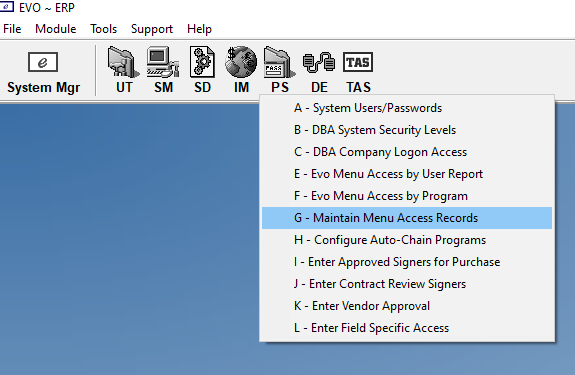 e EVO ~ ERP
File Module Tools Support Help
e PASS TAS
System Mgr UT SM SD IM PS DE TAS
A - System Users/Passwords
B - DBA System Security Levels
C - DBA Company Logon Access
E - Evo Menu Access by User Report
F - Evo Menu Access by Program
G - Maintain Menu Access Records
H - Configure Auto-Chain Programs
I - Enter Approved Signers for Purchase
J - Enter Contract Review Signers
K - Enter Vendor Approval
L - Enter Field Specific Access